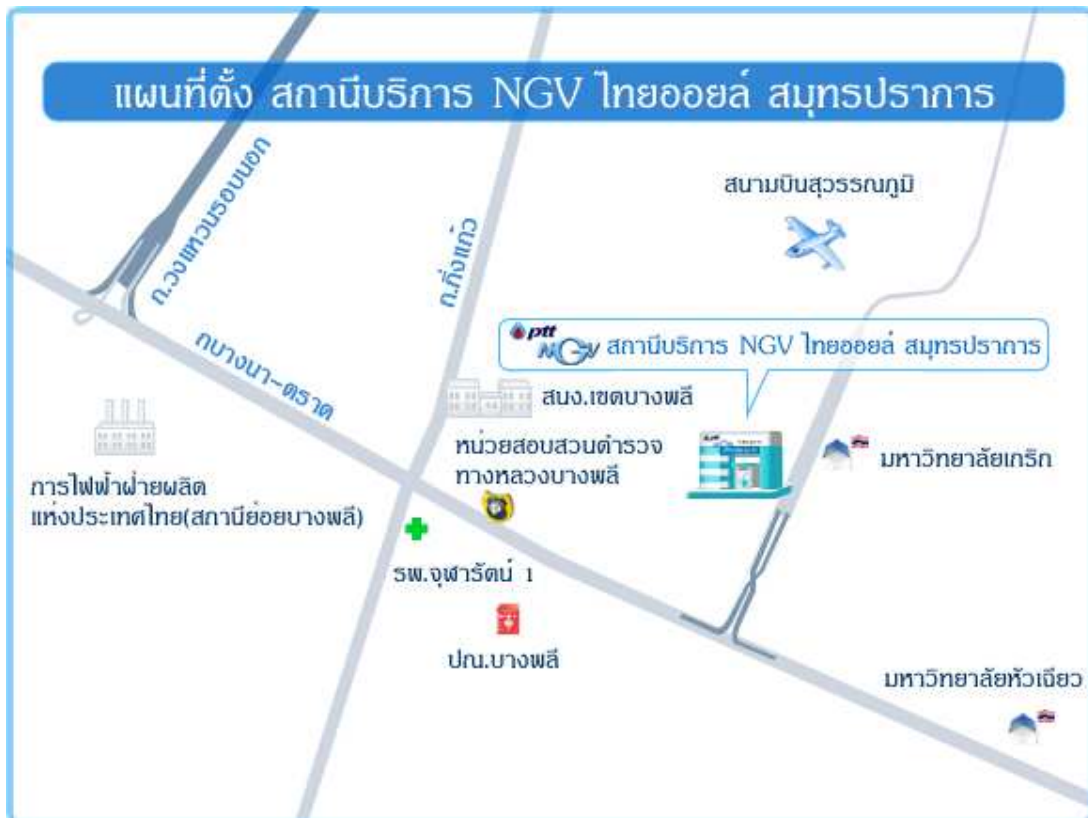 แผนที่ตั้ง สถานีบริการ NGV ไทยออยล์ สมุทรปราการ
ถ.วงแหวนรอบนอก
ถ.กิ่งแก้ว
สนามบินสุวรรณภูมิ
ptt
NGV สถานีบริการ NGV ไทยออยล์ สมุทรปราการ
ถบางนา-ตราด
สนง.เขตบางพลี
หน่วยสอบสวนตำรวจ
ทางหลวงบางพลี
มหาวิทยาลัยเกริก
การไฟฟ้าฝ่ายผลิต
แห่งประเทศไทย(สถานีย่อยบางพลี)
รพ.จุฬารัตน์ 1
ปณ.บางพลี
มหาวิทยาลัยหัวเฉียว